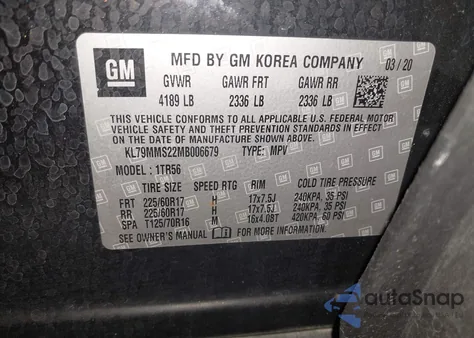 GM
MFD BY GM KOREA COMPANY 03/20
GVWR GAWR FRT GAWR RR
4189 LB 2336 LB 2336 LB
THIS VEHICLE CONFORMS TO ALL APPLICABLE U.S. FEDERAL MOTOR
VEHICLE SAFETY AND THEFT PREVENTION STANDARDS IN EFFECT
ON THE DATE OF MANUFACTURE SHOWN ABOVE.
KL79MMS22MB006679 TYPE: MPV
MODEL: 1TR56
TIRE SIZE SPEED RTG RIM COLD TIRE PRESSURE
FRT 225/60R17 H 17x7.5J 240KPA, 35 PSI
RR 225/60R17 H 17x7.5J 240KPA, 35 PSI
SPA T125/70R16 M 16x4.0BT 420KPA, 60 PSI
SEE OWNER'S MANUAL FOR MORE INFORMATION
autaSnap